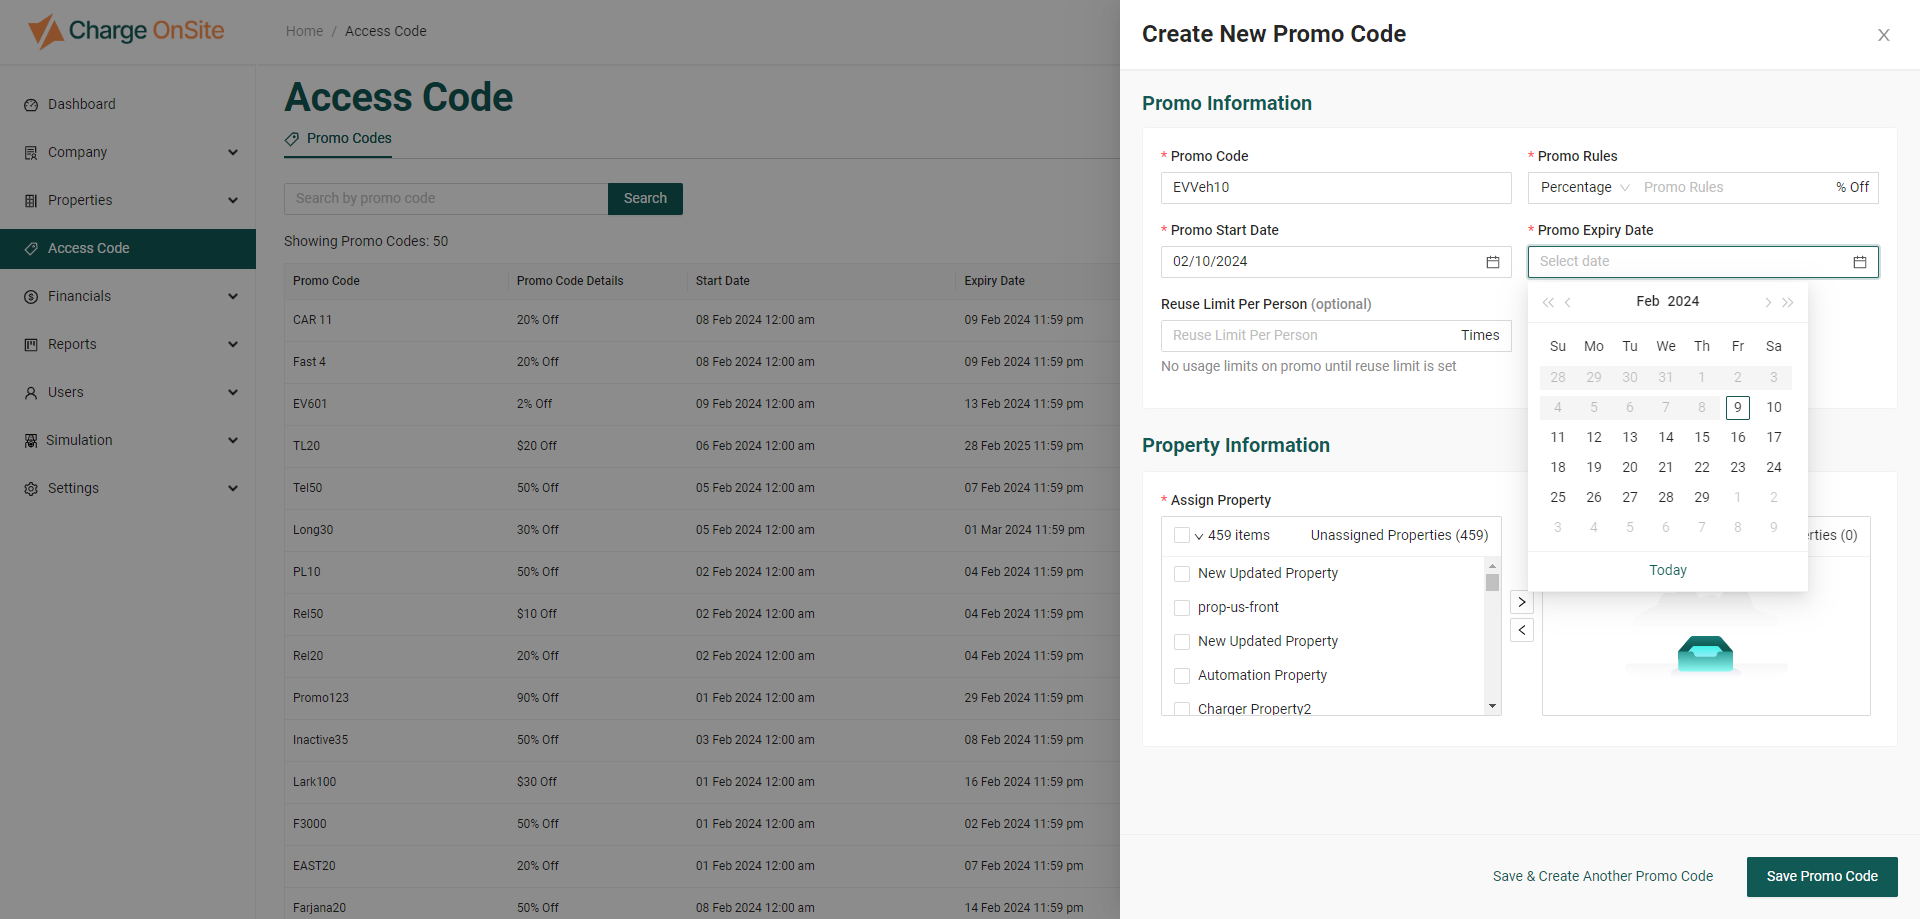 Charge OnSite
Home / Access Code
Dashboard
Company
Properties
Access Code
Financials
Reports
Users
Simulation
Settings
Access Code
Promo Codes
Search by promo code
Search
Showing Promo Codes: 50
Promo Code Promo Code Details Start Date Expiry Date
CAR 11 20% Off 08 Feb 2024 12:00 am 09 Feb 2024 11:59 pm
Fast 4 20% Off 08 Feb 2024 12:00 am 09 Feb 2024 11:59 pm
EV601 2% Off 09 Feb 2024 12:00 am 13 Feb 2024 11:59 pm
TL20 $20 Off 06 Feb 2024 12:00 am 28 Feb 2025 11:59 pm
Tel50 50% Off 05 Feb 2024 12:00 am 07 Feb 2024 11:59 pm
Long30 30% Off 05 Feb 2024 12:00 am 01 Mar 2024 11:59 pm
PL10 50% Off 02 Feb 2024 12:00 am 04 Feb 2024 11:59 pm
Rel50 $10 Off 02 Feb 2024 12:00 am 04 Feb 2024 11:59 pm
Rel20 20% Off 02 Feb 2024 12:00 am 04 Feb 2024 11:59 pm
Promo123 90% Off 01 Feb 2024 12:00 am 29 Feb 2024 11:59 pm
Inactive35 50% Off 03 Feb 2024 12:00 am 08 Feb 2024 11:59 pm
Lark100 $30 Off 01 Feb 2024 12:00 am 16 Feb 2024 11:59 pm
F3000 50% Off 01 Feb 2024 12:00 am 02 Feb 2024 11:59 pm
EAST20 20% Off 01 Feb 2024 12:00 am 07 Feb 2024 11:59 pm
Farjana20 50% Off 08 Feb 2024 12:00 am 14 Feb 2024 11:59 pm
Create New Promo Code
Promo Information
* Promo Code
EVVeh10
* Promo Rules
Percentage Promo Rules % Off
* Promo Start Date
02/10/2024
* Promo Expiry Date
Select date
Reuse Limit Per Person (optional)
Reuse Limit Per Person Times
No usage limits on promo until reuse limit is set
Feb 2024
Su Mo Tu We Th Fr Sa
28 29 30 31 1 2 3
4 5 6 7 8 9 10
11 12 13 14 15 16 17
18 19 20 21 22 23 24
25 26 27 28 29 1 2
3 4 5 6 7 8 9
Today
Property Information
* Assign Property
459 items Unassigned Properties (459)
New Updated Property
prop-us-front
New Updated Property
Automation Property
Charger Property2
rties (0)
Save & Create Another Promo Code
Save Promo Code